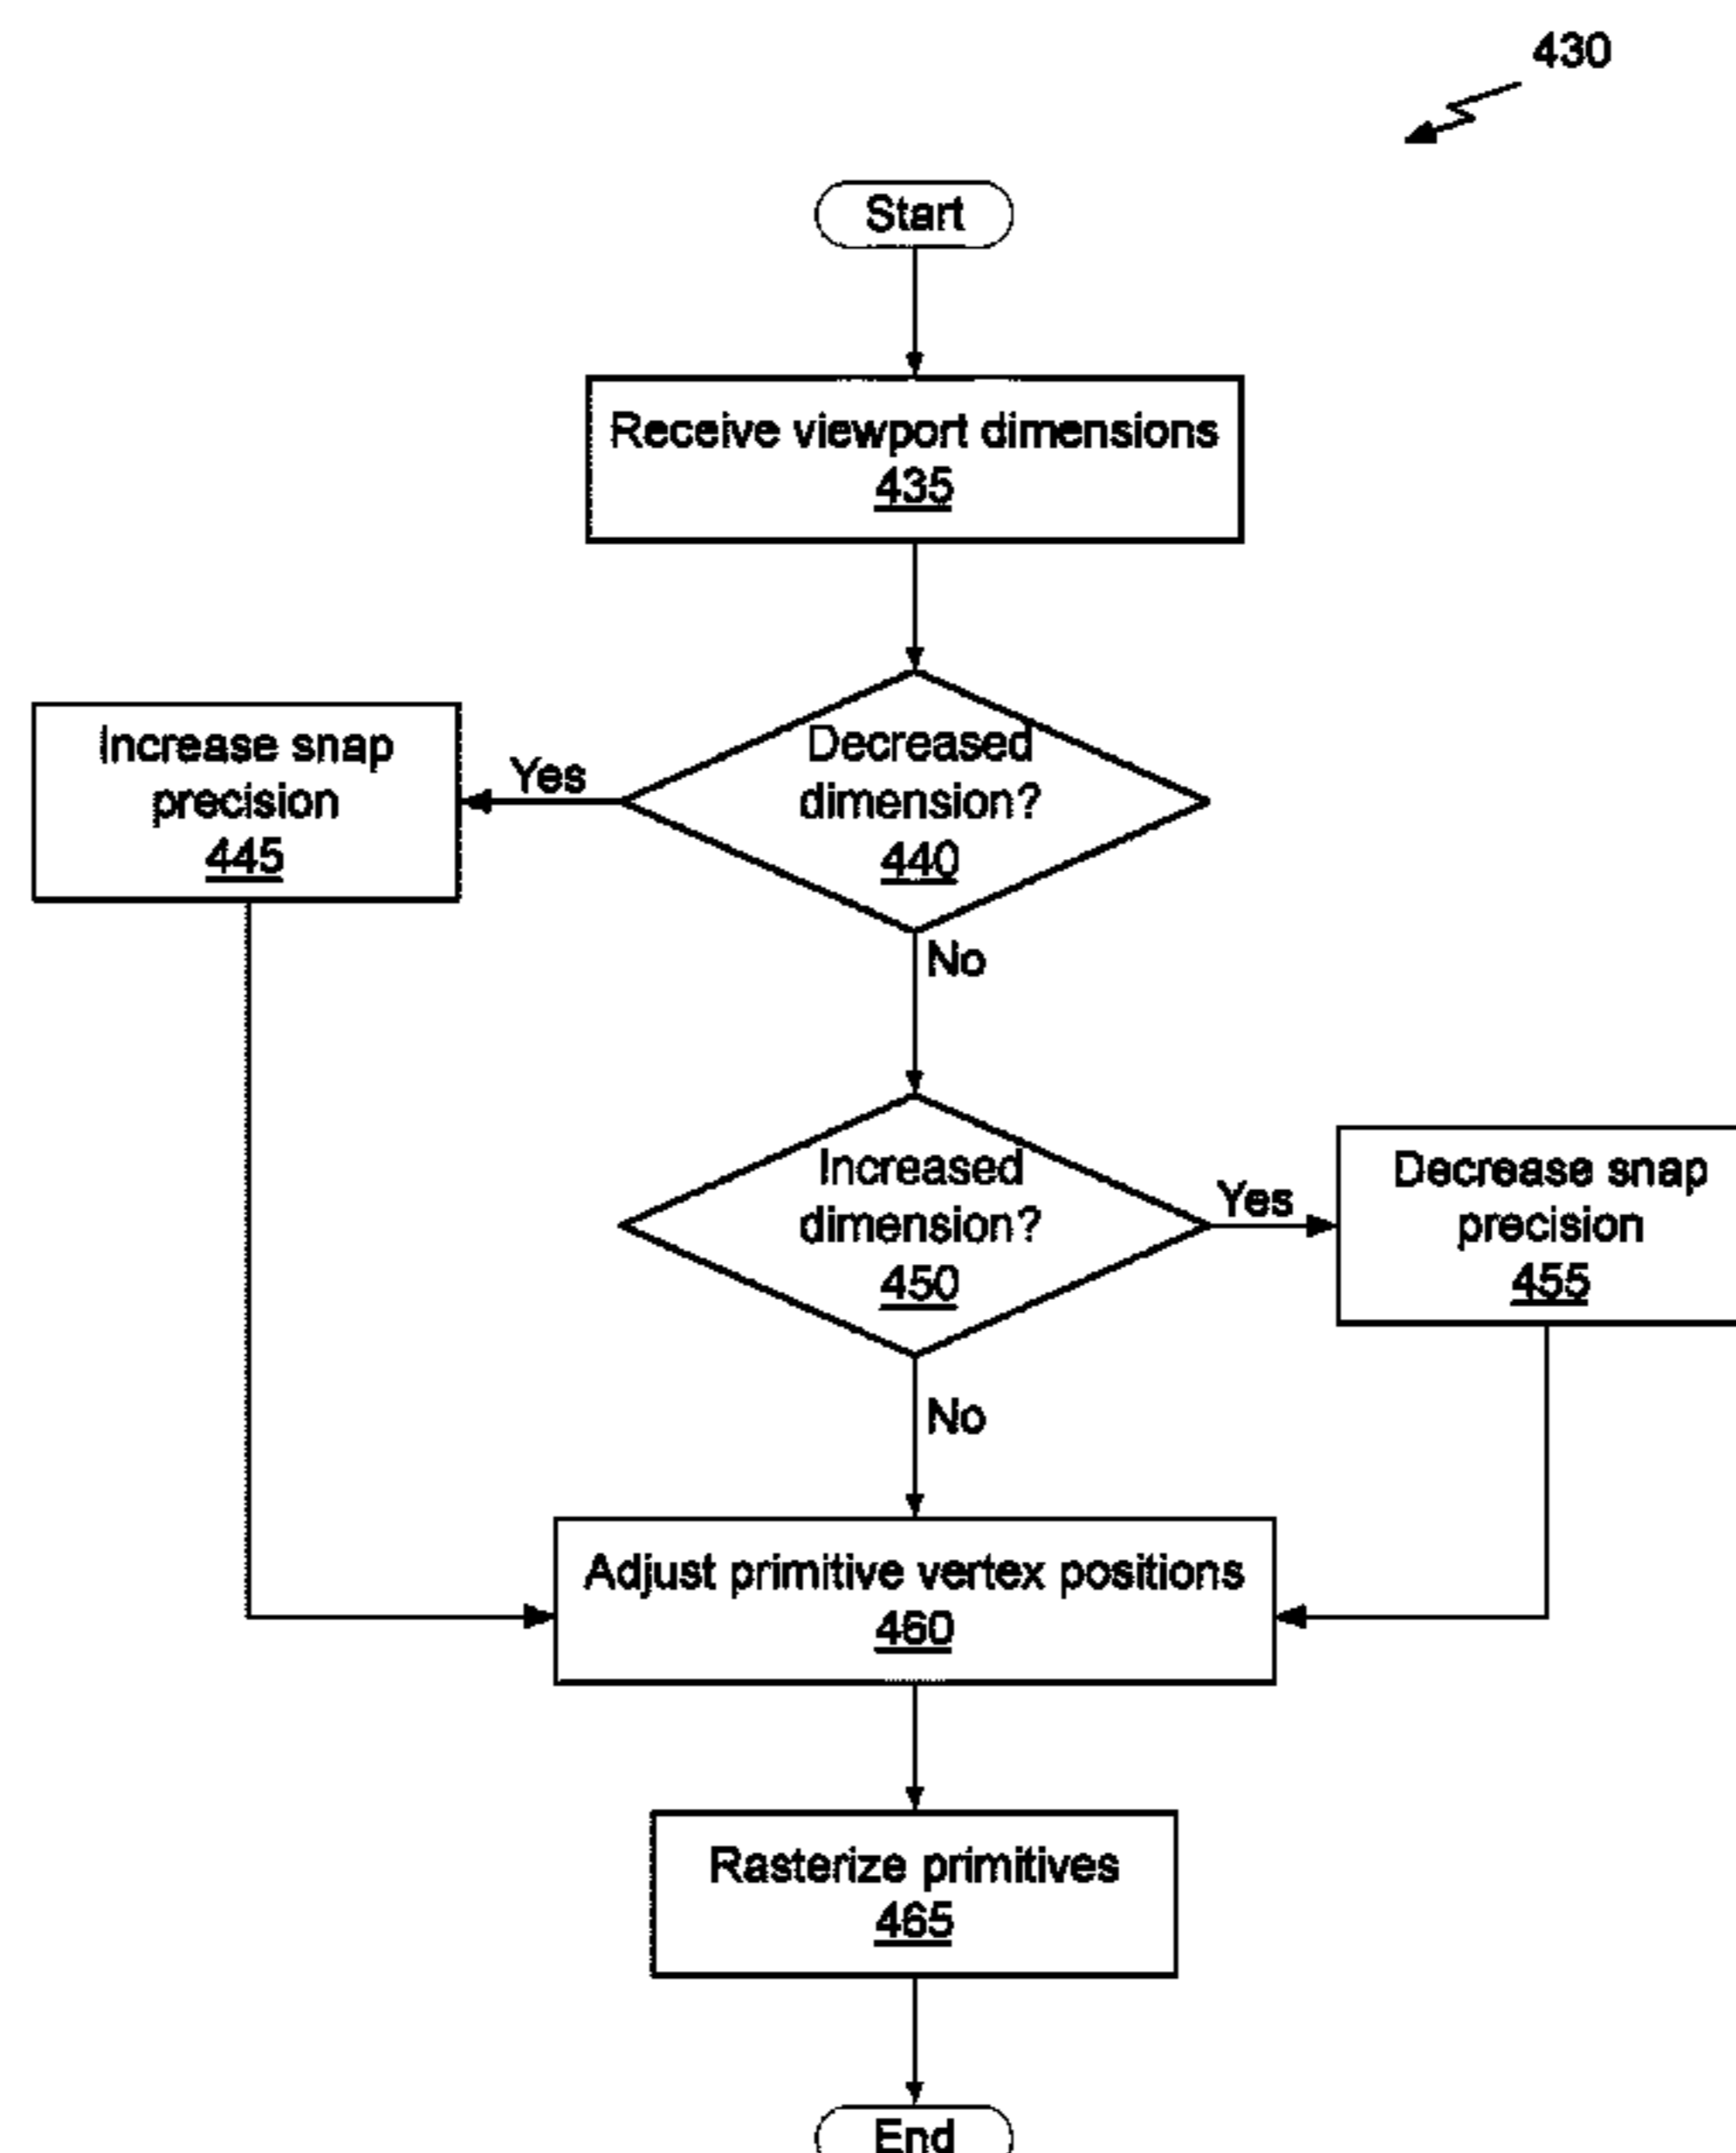 430
Start
Receive viewport dimensions
435
Decreased
dimension?
440
Yes
Increase snap
precision
445
No
Increased
dimension?
450
Yes
Decrease snap
precision
455
No
Adjust primitive vertex positions
460
Rasterize primitives
465
End